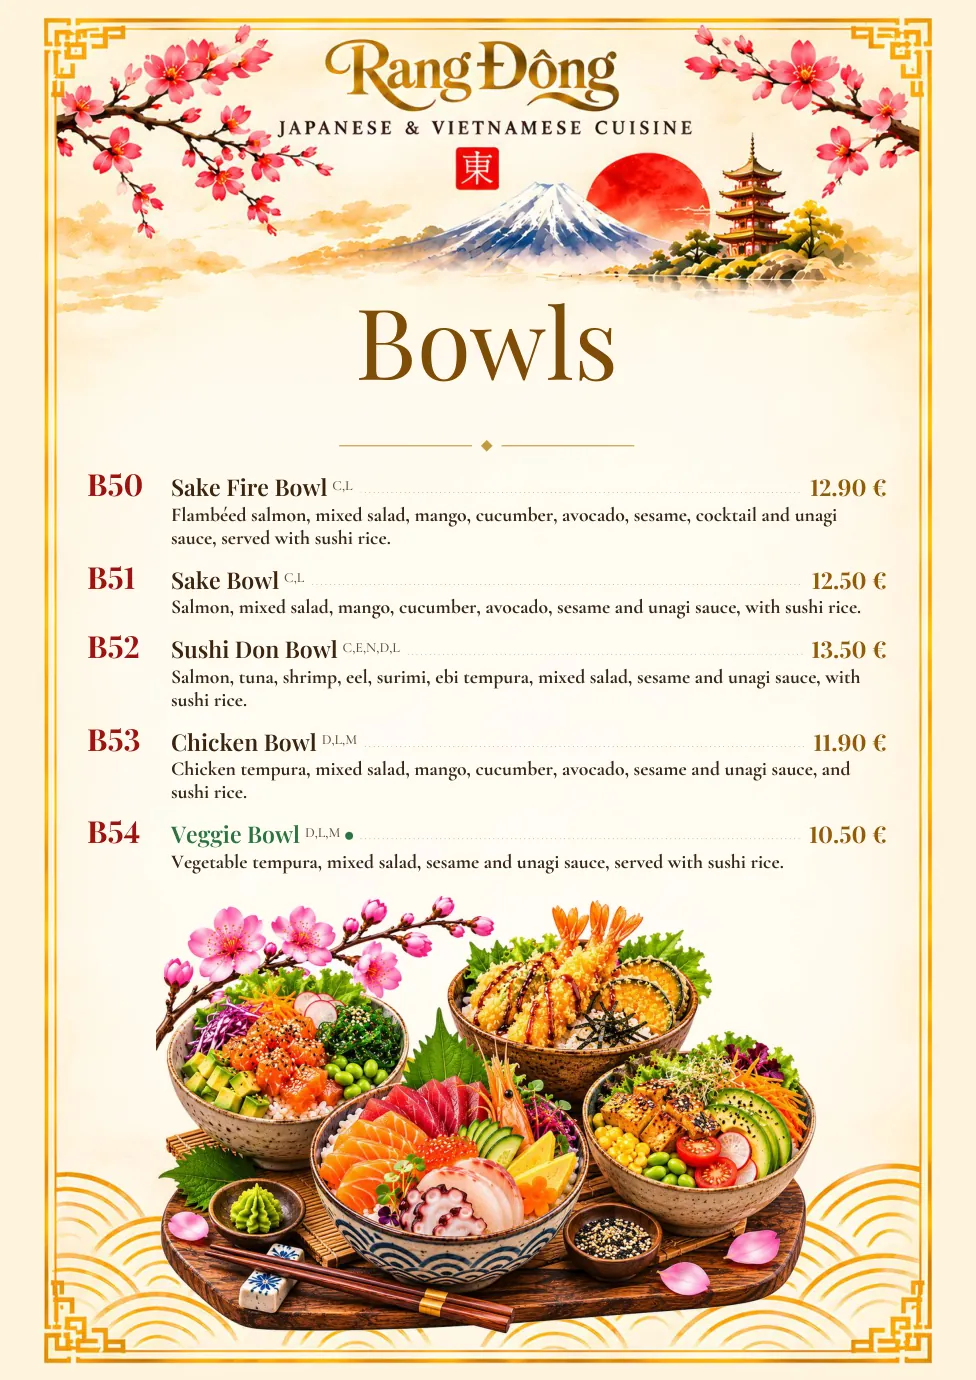 Rang Đông
JAPANESE & VIETNAMESE CUISINE
東
Bowls
B50 Sake Fire Bowl C,L 12.90 €
Flambéed salmon, mixed salad, mango, cucumber, avocado, sesame, cocktail and unagi
sauce, served with sushi rice.
B51 Sake Bowl C,L 12.50 €
Salmon, mixed salad, mango, cucumber, avocado, sesame and unagi sauce, with sushi rice.
B52 Sushi Don Bowl C,E,N,D,L 13.50 €
Salmon, tuna, shrimp, eel, surimi, ebi tempura, mixed salad, sesame and unagi sauce, with
sushi rice.
B53 Chicken Bowl D,L,M 11.90 €
Chicken tempura, mixed salad, mango, cucumber, avocado, sesame and unagi sauce, and
sushi rice.
B54 Veggie Bowl D,L,M ● 10.50 €
Vegetable tempura, mixed salad, sesame and unagi sauce, served with sushi rice.